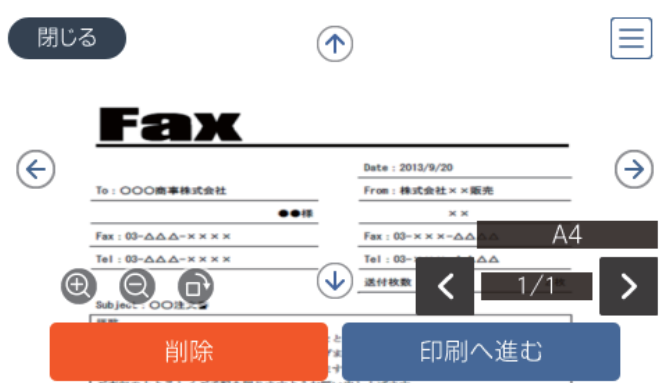 閉じる
Fax
Date : 2013/9/20
To : 〇〇〇商事株式会社
From : 株式会社××販売
●●様
××
Fax : 03-△△△-××××
Fax : 03-×××-△△
A4
Tel : 03-△△△-××××
Tel : 03-
△△
送付枚数
1/1
Subject : 〇〇注文書
削除
印刷へ進む